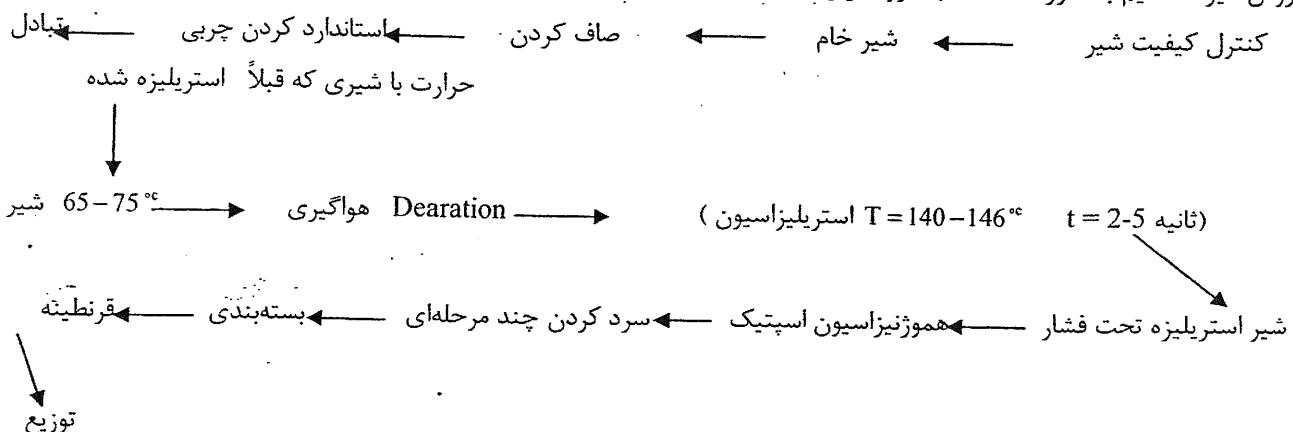 کنترل کیفیت شیر ← شیر خام ← صاف کردن ← استاندارد کردن چربی ← تبادل
حرارت با شیری که قبلاً استریلیزه شده
شیر 65-75 °c → هواگیری Dearation → استریلیزاسیون T = 140-146 °c t = 2-5 ثانیه)
شیر استریلیزه تحت فشار ← هموژنیزاسیون اسپتیک ← سرد کردن چند مرحله‌ای ← بسته‌بندی ← قرنطینه
توزیع